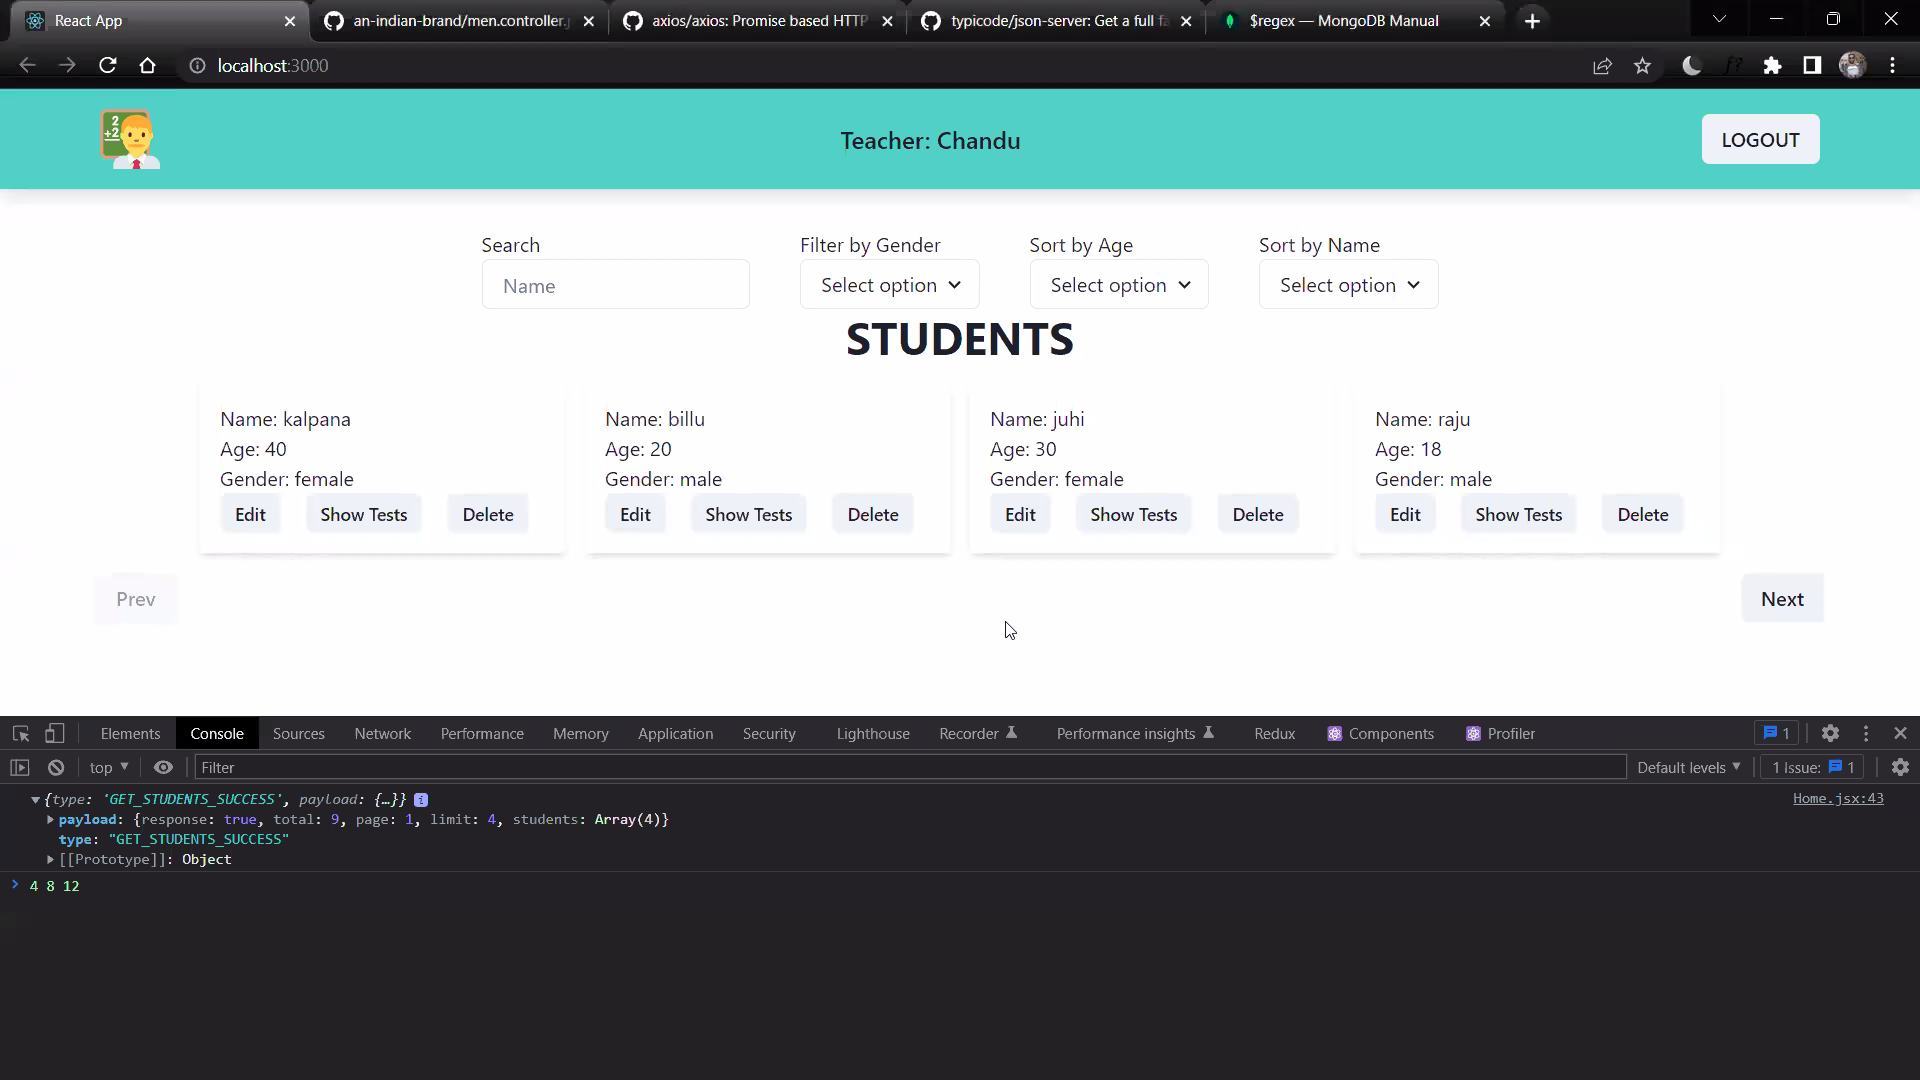 React App
an-indian-brand/men.controller.
axios/axios: Promise based HTTP
typicode/json-server: Get a full fa
$regex — MongoDB Manual
localhost:3000
f?
2
+2
Teacher: Chandu
LOGOUT
Search
Filter by Gender
Sort by Age
Sort by Name
Name
Select option
Select option
Select option
STUDENTS
Name: kalpana
Age: 40
Gender: female
Edit
Show Tests
Delete
Name: billu
Age: 20
Gender: male
Edit
Show Tests
Delete
Name: juhi
Age: 30
Gender: female
Edit
Show Tests
Delete
Name: raju
Age: 18
Gender: male
Edit
Show Tests
Delete
Prev
Next
Elements
Console
Sources
Network
Performance
Memory
Application
Security
Lighthouse
Recorder
Performance insights
Redux
Components
Profiler
1
top
Filter
Default levels
1 Issue: 1
{type: 'GET_STUDENTS_SUCCESS', payload: {…}} i
Home.jsx:43
payload: {response: true, total: 9, page: 1, limit: 4, students: Array(4)}
type: "GET_STUDENTS_SUCCESS"
[[Prototype]]: Object
4 8 12